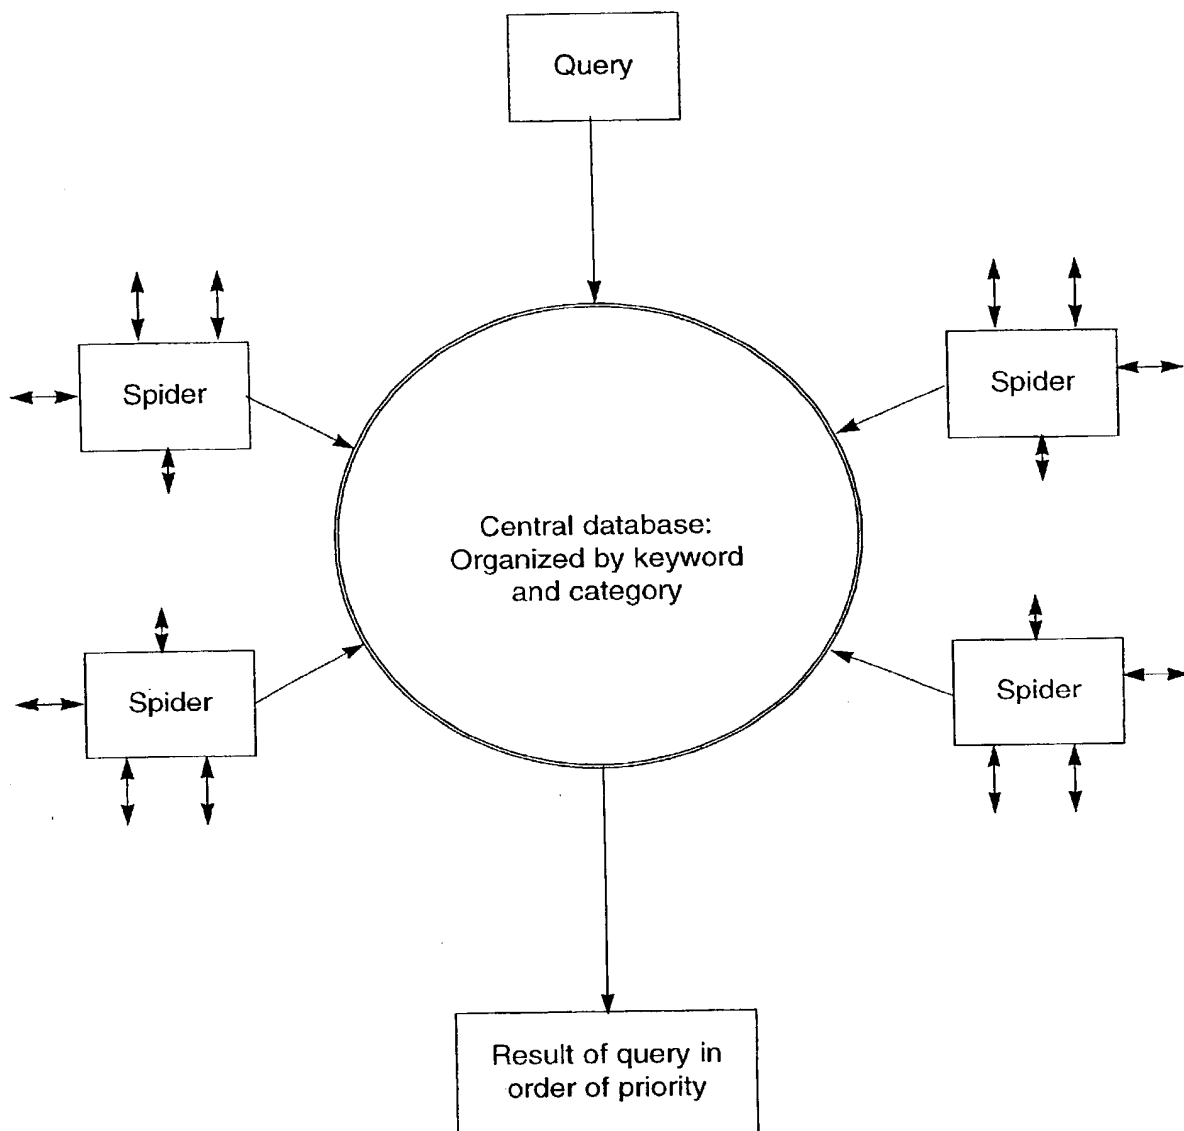 Query
Spider
Spider
Central database:
Organized by keyword
and category
Spider
Spider
Result of query in
order of priority